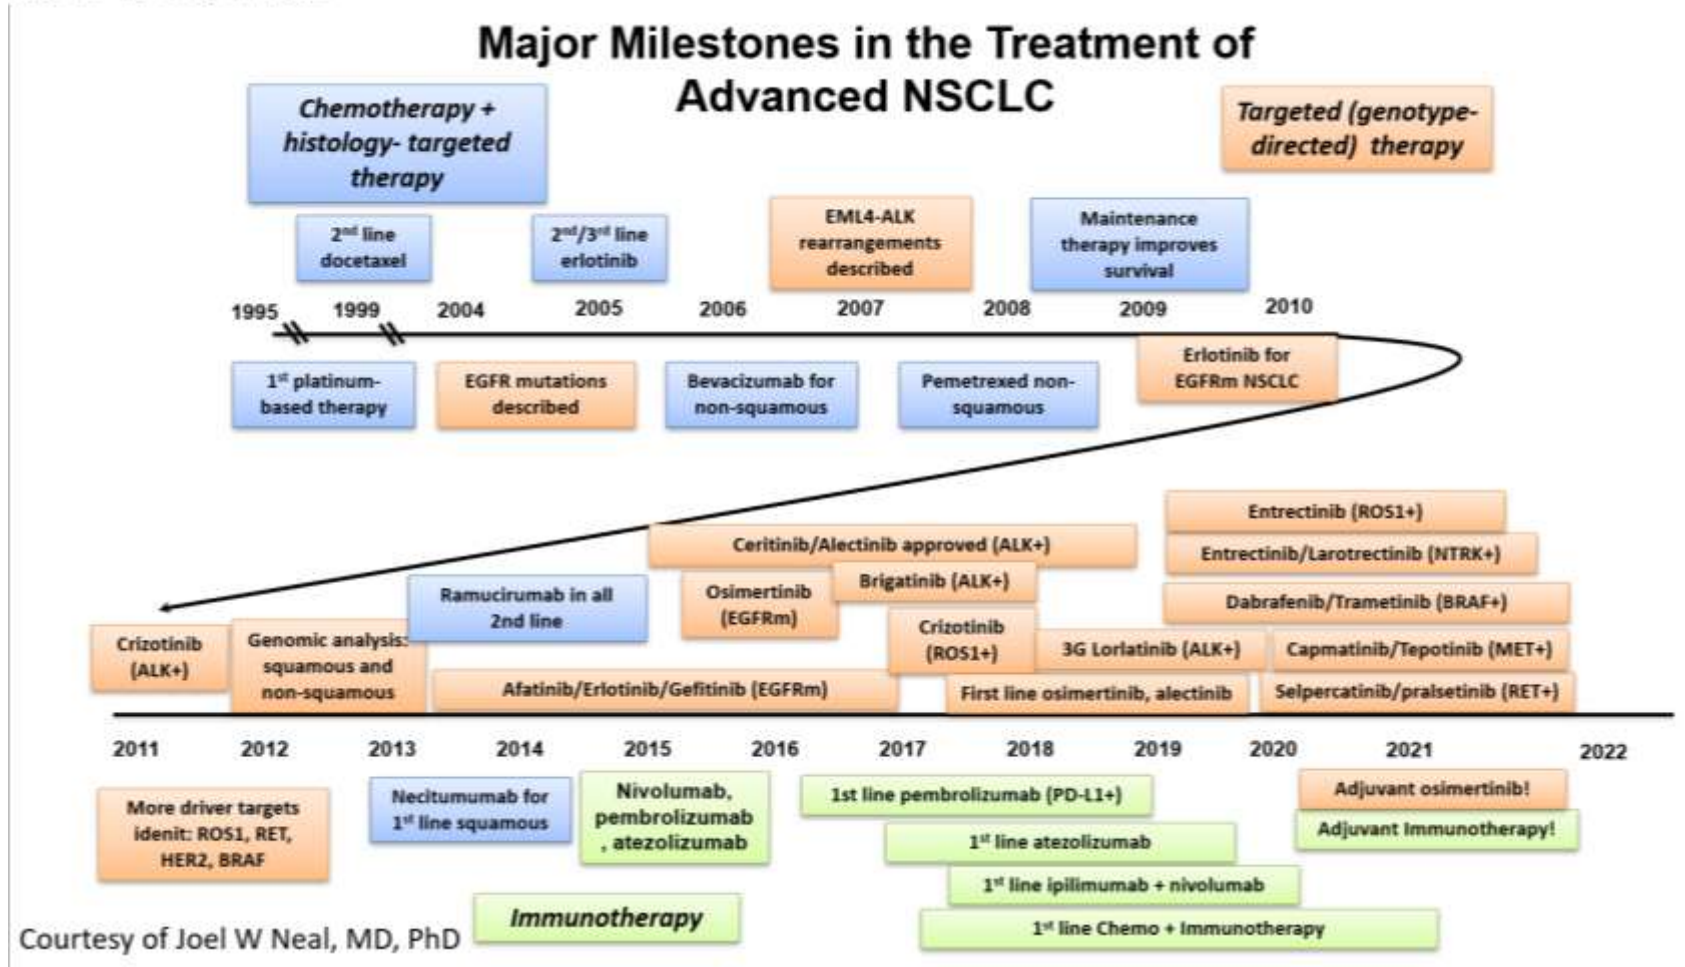 Major Milestones in the Treatment of
Advanced NSCLC
Chemotherapy +
histology- targeted
therapy
Targeted (genotype-
directed) therapy
2nd line
docetaxel
2nd/3rd line
erlotinib
EML4-ALK
rearrangements
described
Maintenance
therapy improves
survival
1995 1999 2004 2005 2006 2007 2008 2009 2010
1st platinum-
based therapy
EGFR mutations
described
Bevacizumab for
non-squamous
Pemetrexed non-
squamous
Erlotinib for
EGFRm NSCLC
Entrectinib (ROS1+)
Ceritinib/Alectinib approved (ALK+)
Entrectinib/Larotrectinib (NTRK+)
Ramucirumab in all
2nd line
Osimertinib
(EGFRm)
Brigatinib (ALK+)
Dabrafenib/Trametinib (BRAF+)
Crizotinib
(ALK+)
Genomic analysis:
squamous and
non-squamous
Crizotinib
(ROS1+)
3G Lorlatinib (ALK+)
Capmatinib/Tepotinib (MET+)
Afatinib/Erlotinib/Gefitinib (EGFRm)
First line osimertinib, alectinib
Selpercatinib/pralsetinib (RET+)
2011 2012 2013 2014 2015 2016 2017 2018 2019 2020 2021 2022
More driver targets
idenit: ROS1, RET,
HER2, BRAF
Necitumumab for
1st line squamous
Nivolumab,
pembrolizumab
, atezolizumab
1st line pembrolizumab (PD-L1+)
Adjuvant osimertinib!
Adjuvant Immunotherapy!
1st line atezolizumab
1st line ipilimumab + nivolumab
Immunotherapy
1st line Chemo + Immunotherapy
Courtesy of Joel W Neal, MD, PhD